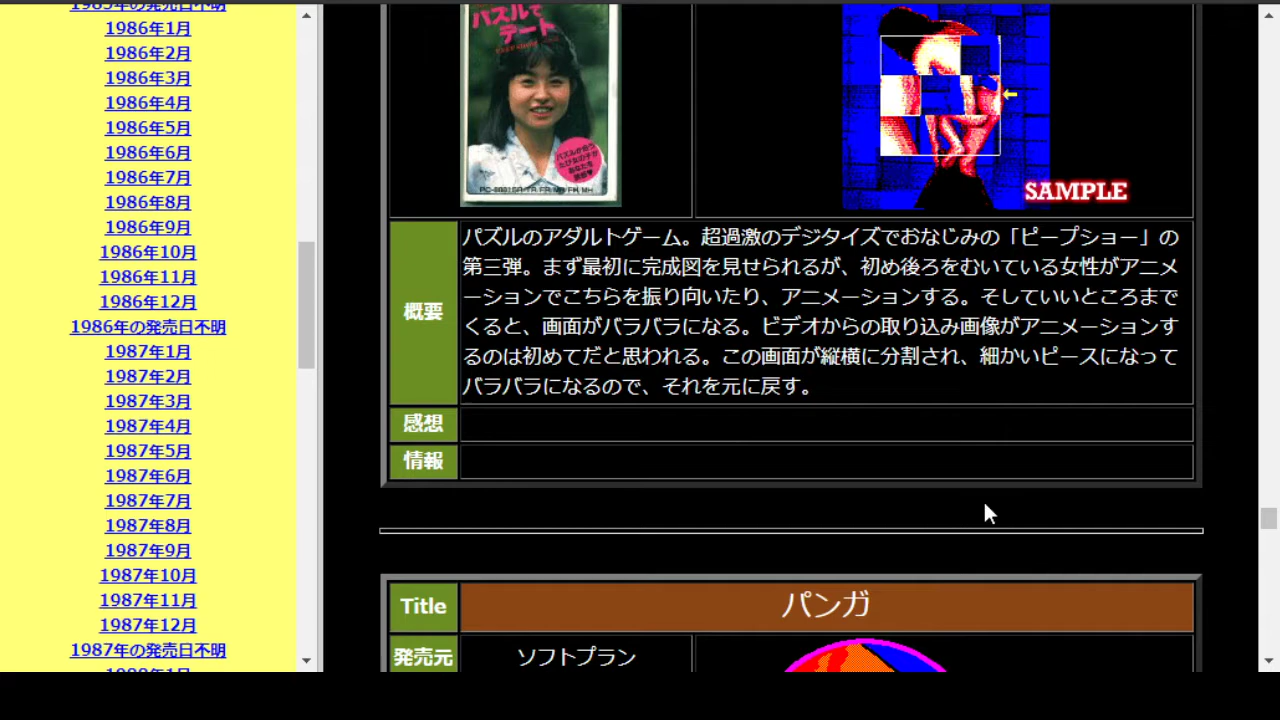 1985年の発売日不明
1986年1月
1986年2月
1986年3月
1986年4月
1986年5月
1986年6月
1986年7月
1986年8月
1986年9月
1986年10月
1986年11月
1986年12月
1986年の発売日不明
1987年1月
1987年2月
1987年3月
1987年4月
1987年5月
1987年6月
1987年7月
1987年8月
1987年9月
1987年10月
1987年11月
1987年12月
1987年の発売日不明
パズルで
デート
SAMPLE
概要
パズルのアダルトゲーム。超過激のデジタイズでおなじみの「ピープショー」の
第三弾。まず最初に完成図を見せられるが、初め後ろをむいている女性がアニメ
ーションでこちらを振り向いたり、アニメーションする。そしていいところまで
くると、画面がバラバラになる。ビデオからの取り込み画像がアニメーションす
るのは初めてだと思われる。この画面が縦横に分割され、細かいピースになって
バラバラになるので、それを元に戻す。
感想
情報
Title
パンガ
発売元
ソフトプラン